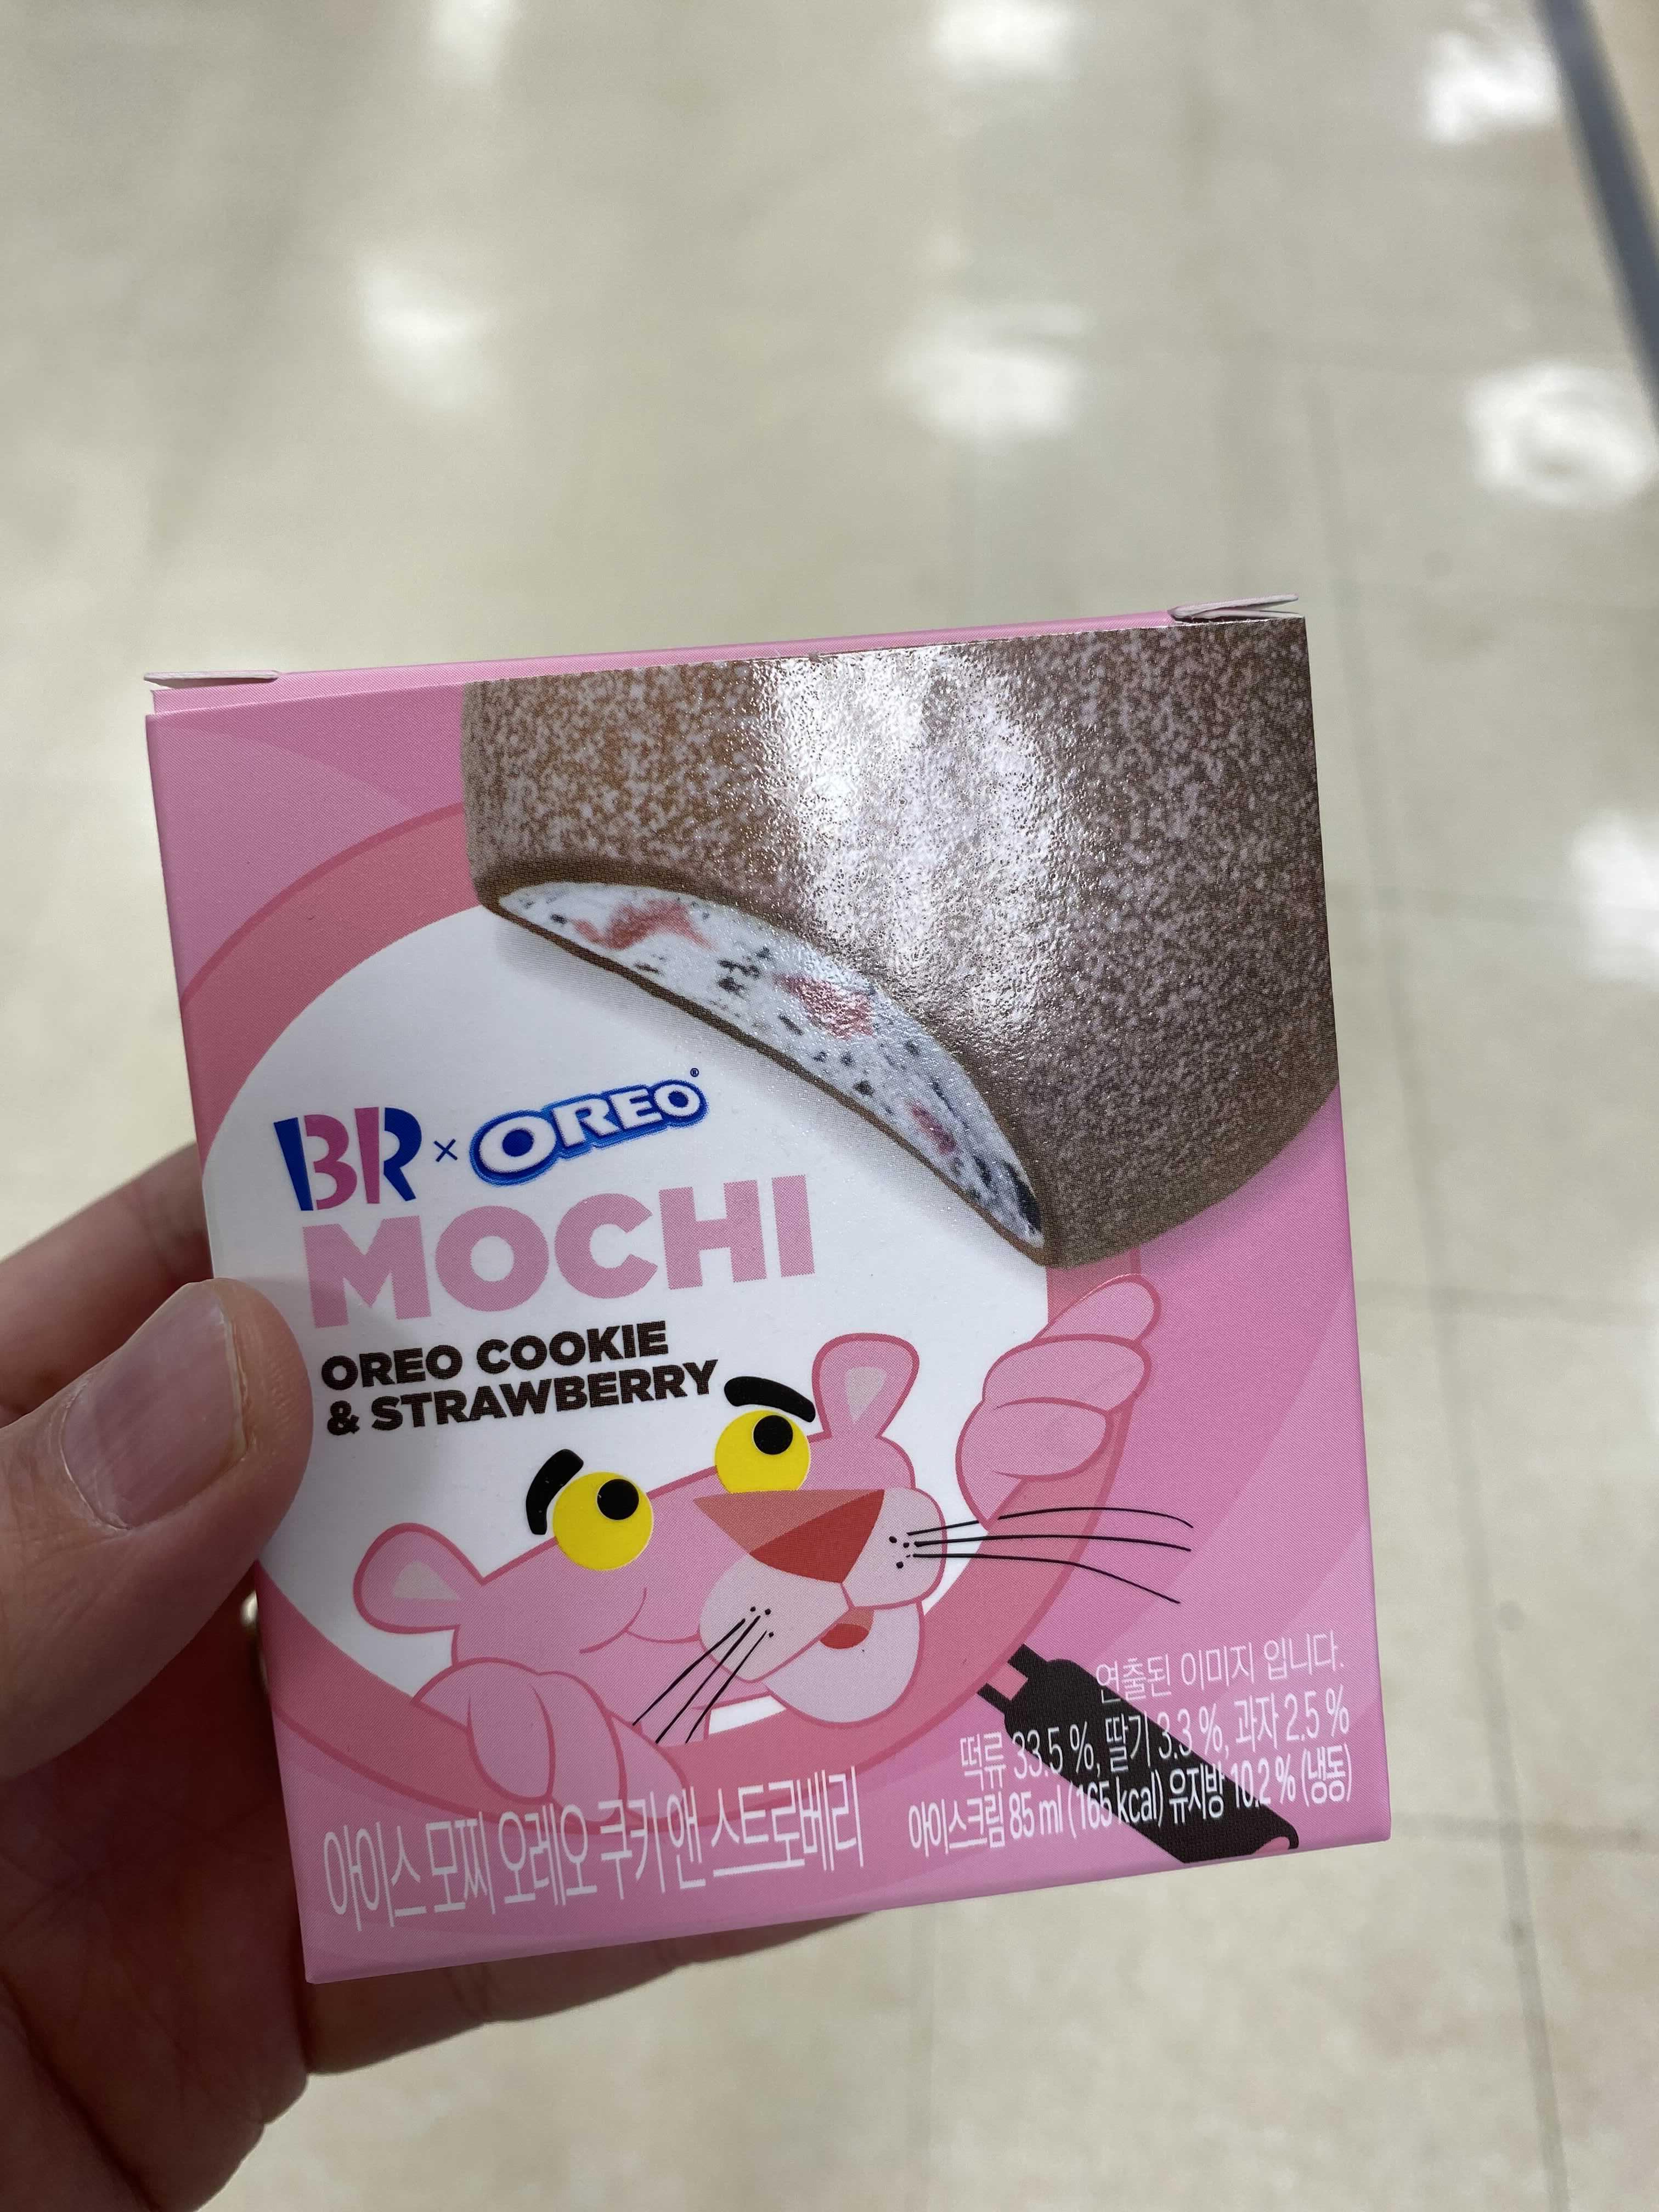 BR × OREO®
MOCHI
OREO COOKIE
& STRAWBERRY
연출된 이미지 입니다.
떡류 33.5 %, 딸기 3.3 %, 과자 2.5 %
아이스크림 85 ml (165 kcal) 유지방 10.2 % (냉동)
아이스 모찌 오레오 쿠키 앤 스트로베리